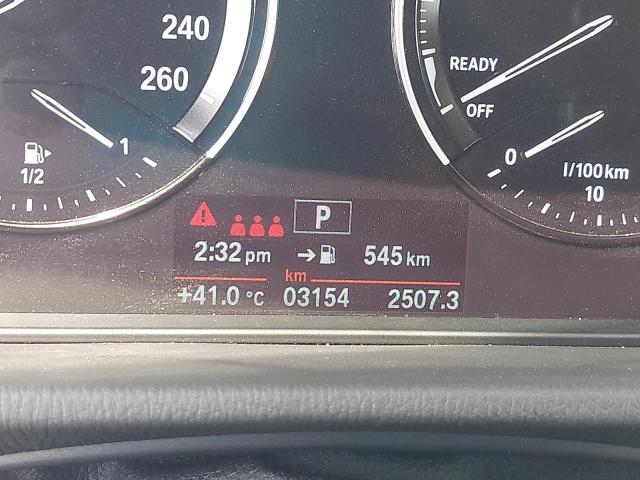 240
260
1
1/2
READY
OFF
0
l/100km
10
P
2:32 pm → 545 km
km
+41.0 °C 03154 2507.3